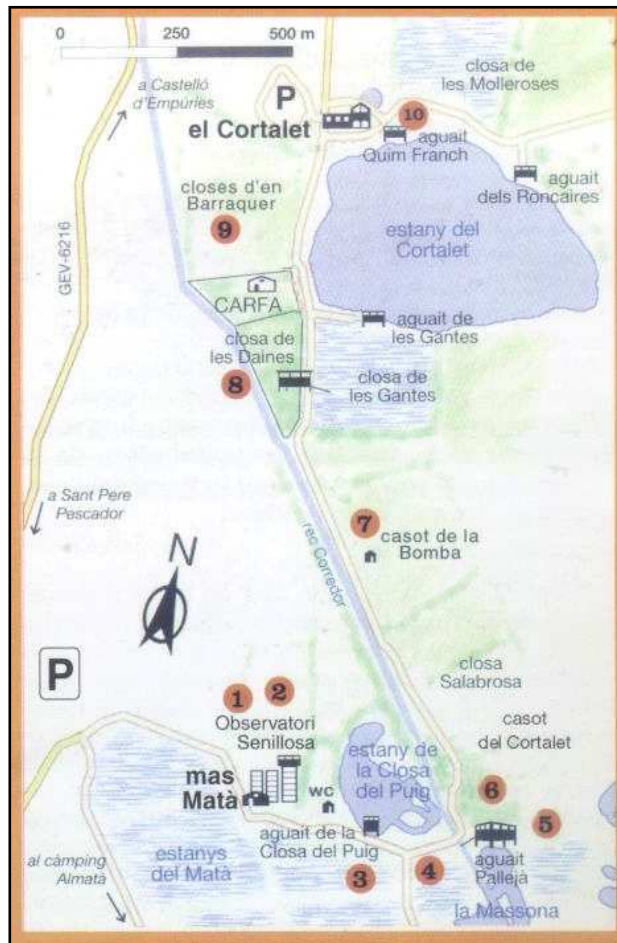 0 250 500 m
a Castelló
d'Empúries
P
el Cortalet
closa de
les Molleroses
10
aguait
Quim Franch
aguait
dels Roncaires
closes d'en
Barraquer
9
estany del
Cortalet
GEV-6216
CARFA
aguait de
les Gantes
closa de
les Daines
8
closa de
les Gantes
a Sant Pere
Pescador
7
casot de la
Bomba
rec Corredor
N
P
closa
Salabrosa
1
2
Observatori
Senillosa
casot
del Cortalet
estany de
la Closa
del Puig
mas
Matà
wc
6
5
aguait de la
Closa del Puig
aguait
Pallejà
al càmping
Almatà
estanys
del Matà
3
4
la Massona